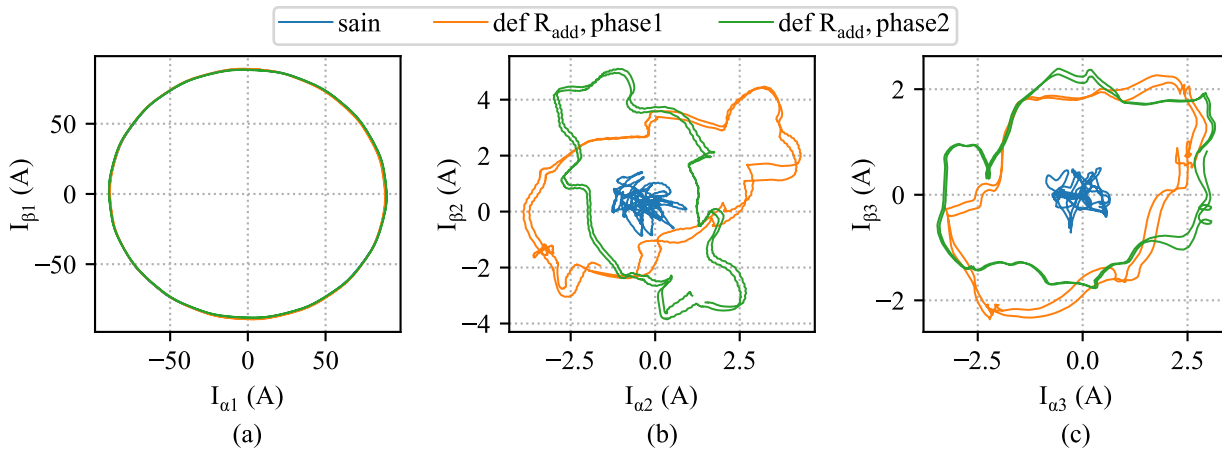 sain def R_add, phase1 def R_add, phase2
50
0
−50
−50 0 50
I_β1 (A)
I_α1 (A)
(a)
4
2
0
−2
−4
−2.5 0.0 2.5
I_β2 (A)
I_α2 (A)
(b)
2
0
−2
−2.5 0.0 2.5
I_β3 (A)
I_α3 (A)
(c)